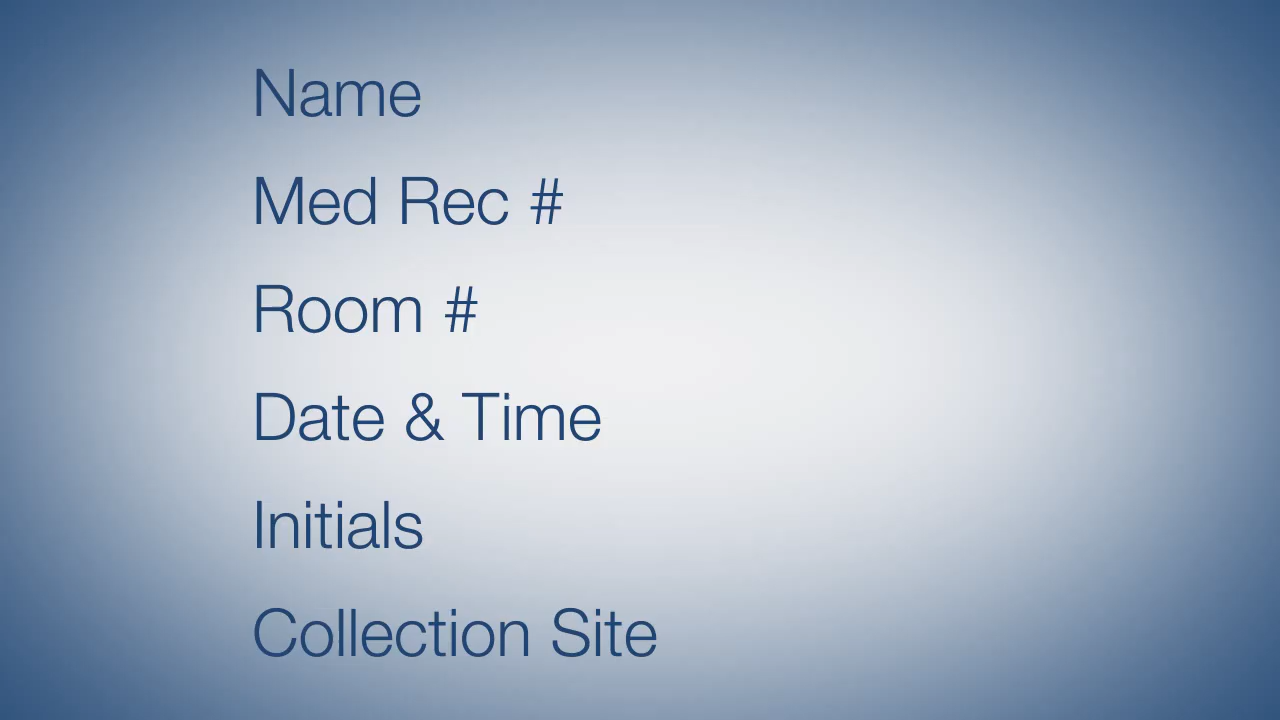 Name
Med Rec #
Room #
Date & Time
Initials
Collection Site